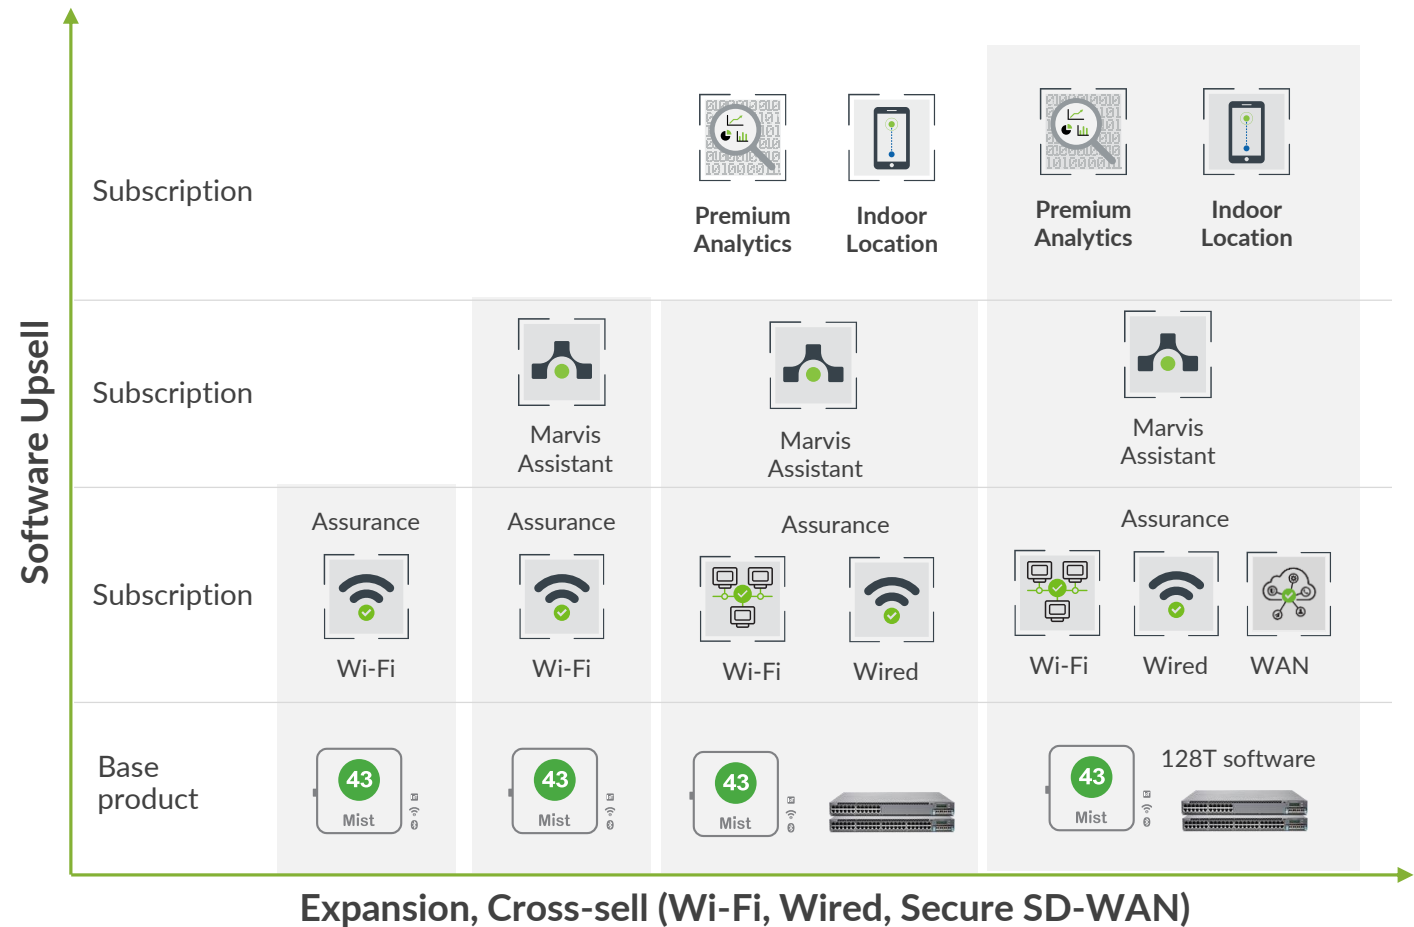 Software Upsell
Subscription
Premium
Analytics
Indoor
Location
Premium
Analytics
Indoor
Location
Subscription
Marvis
Assistant
Marvis
Assistant
Marvis
Assistant
Subscription
Assurance
Wi-Fi
Assurance
Wi-Fi
Assurance
Wi-Fi
Wired
Assurance
Wi-Fi
Wired
WAN
Base
product
43
Mist
43
Mist
43
Mist
43
Mist
128T software
Expansion, Cross-sell (Wi-Fi, Wired, Secure SD-WAN)